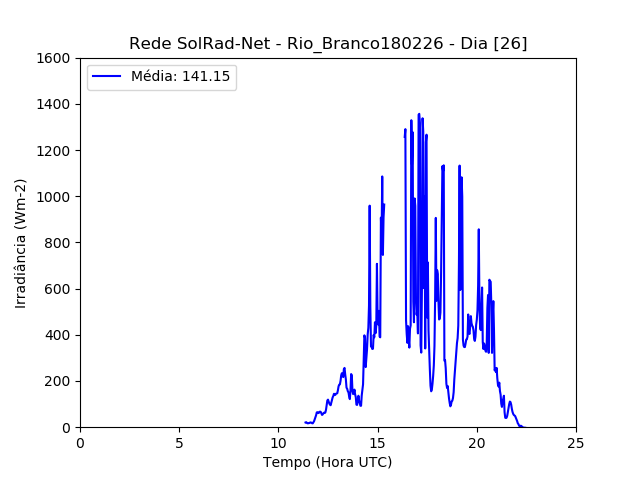 Rede SolRad-Net - Rio_Branco180226 - Dia [26]
Média: 141.15
Irradiância (Wm-2)
1600
1400
1200
1000
800
600
400
200
0
0 5 10 15 20 25
Tempo (Hora UTC)